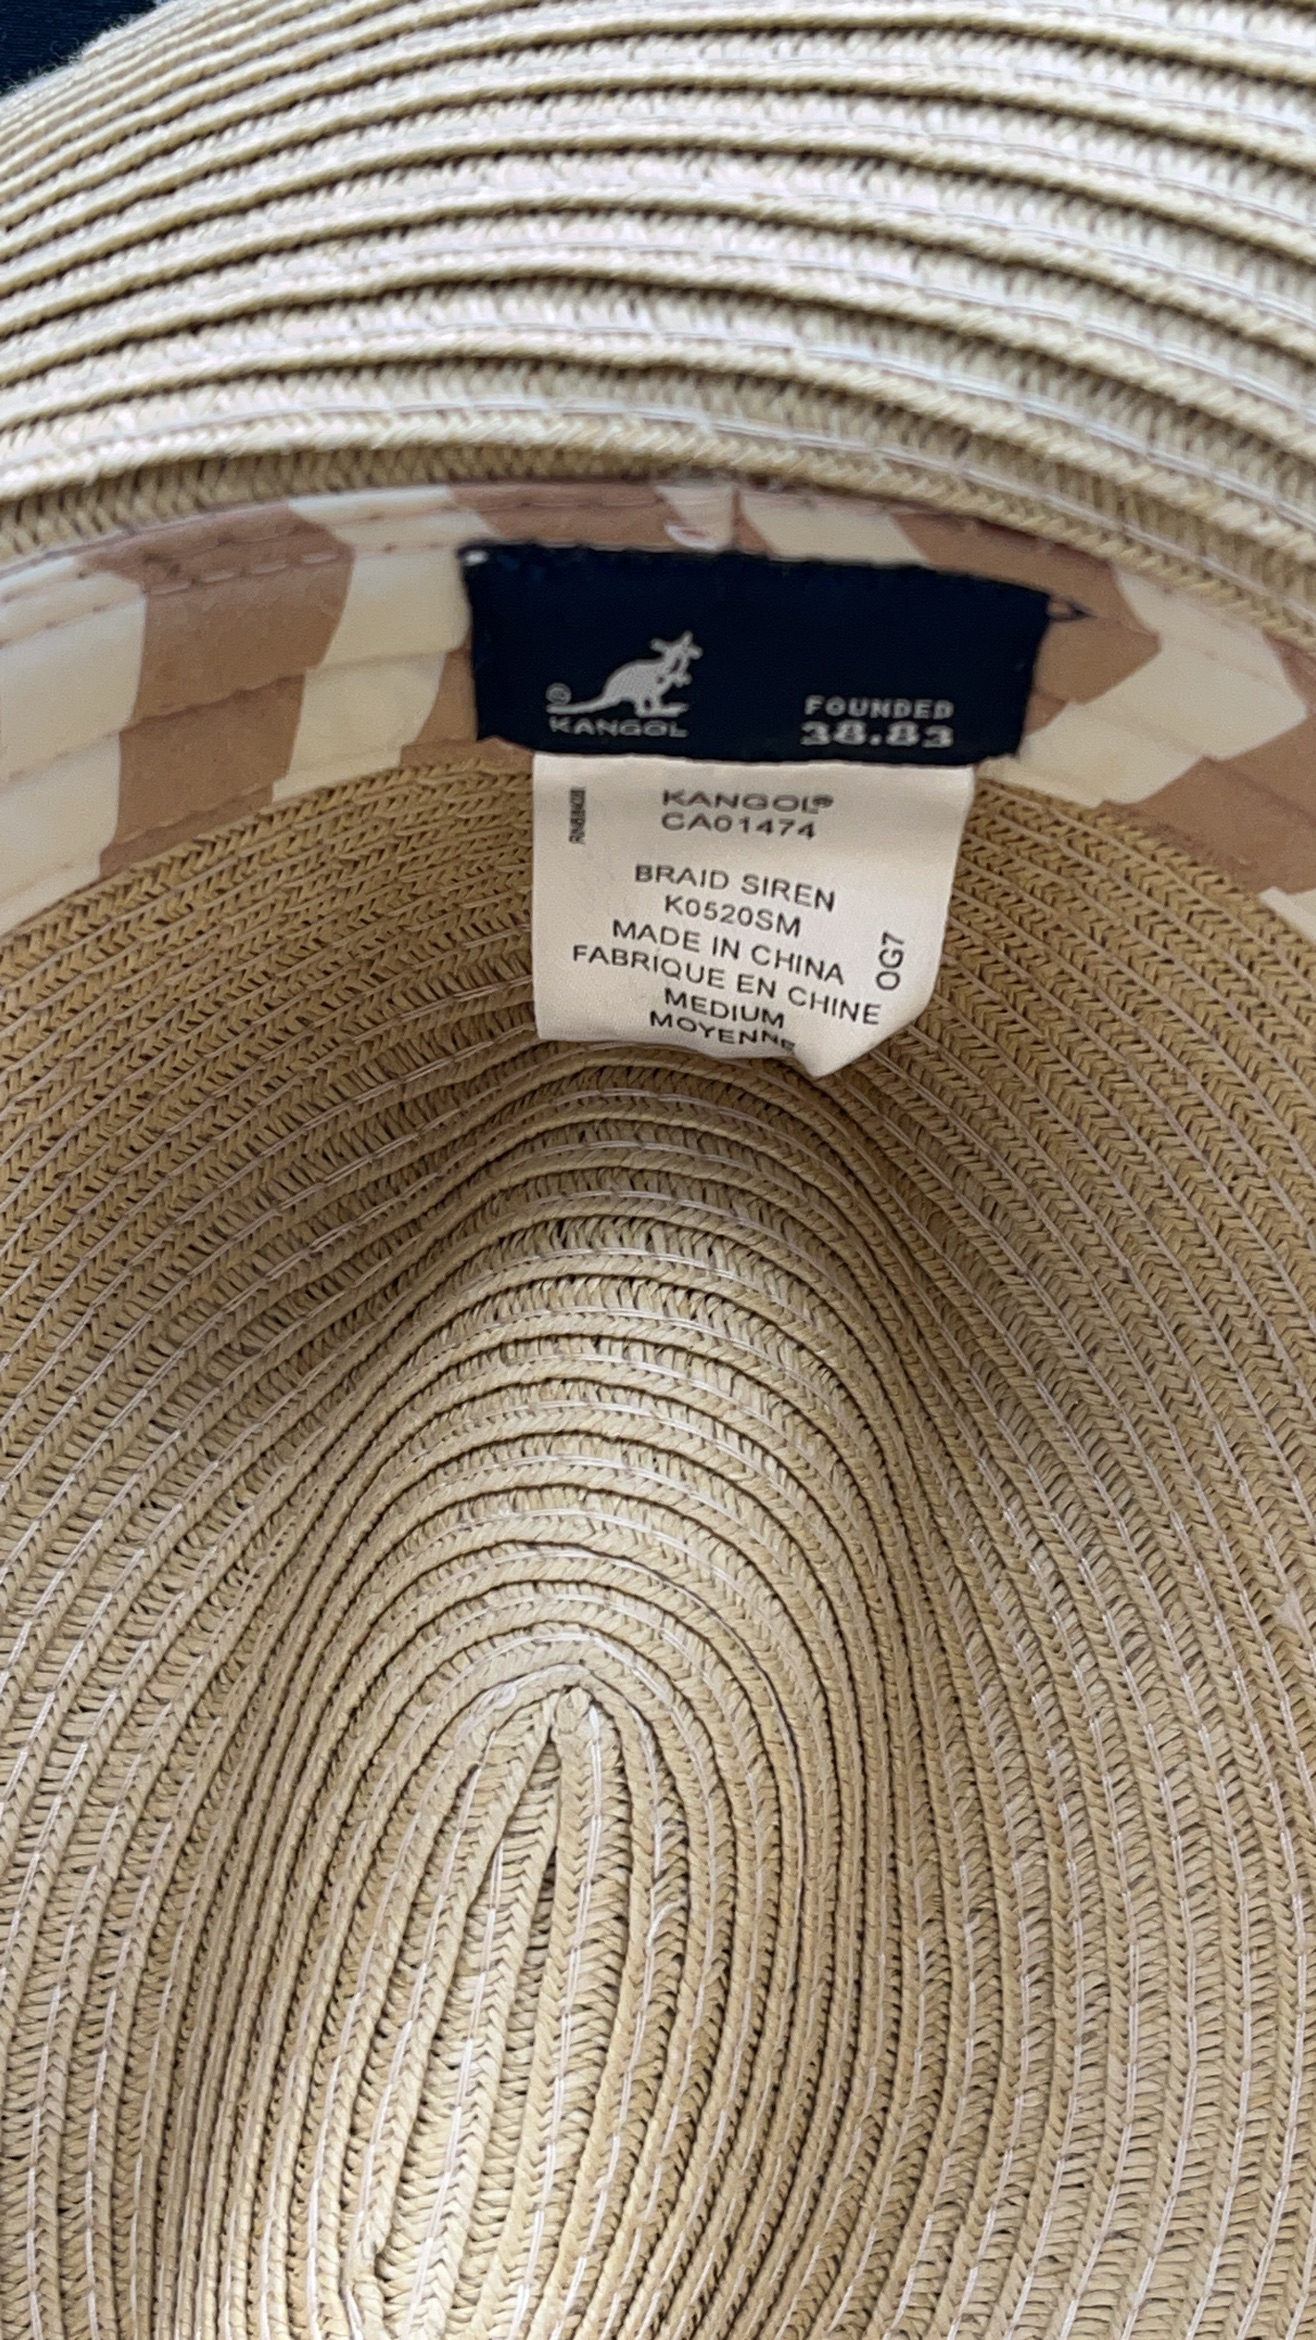 ©
KANGOL
FOUNDED
38.83
KANGOL®
CA01474
BRAID SIREN
K0520SM
MADE IN CHINA
FABRIQUE EN CHINE
MEDIUM
MOYENNE
OG7